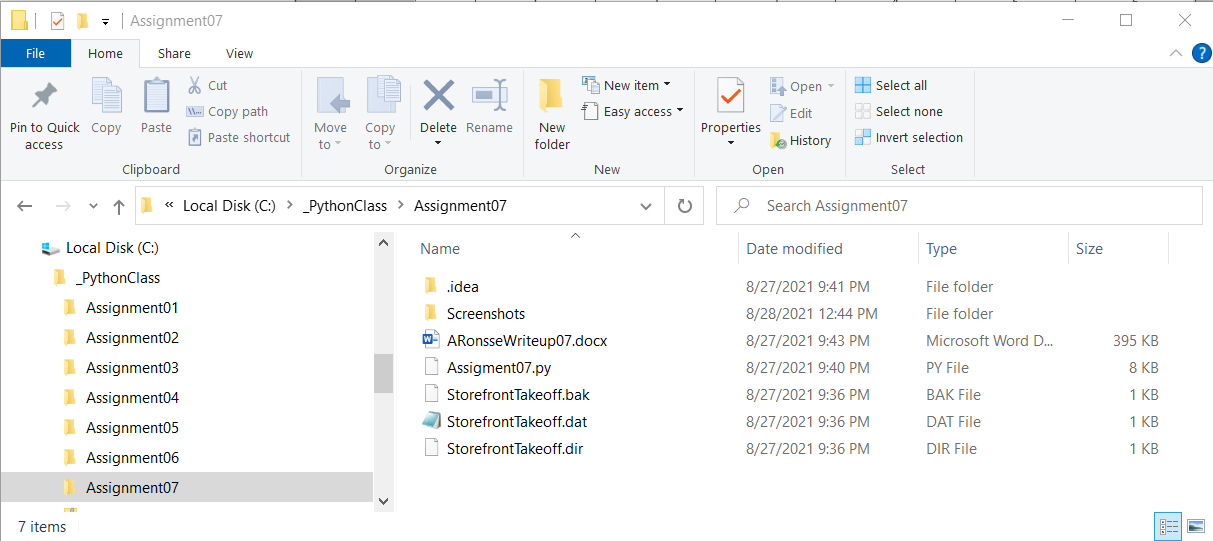 Assignment07
File Home Share View
Pin to Quick access
Copy
Paste
Cut
Copy path
Paste shortcut
Clipboard
Move to
Copy to
Delete
Rename
Organize
New folder
New item
Easy access
New
Properties
Open
Edit
History
Open
Select all
Select none
Invert selection
Select
« Local Disk (C:) > _PythonClass > Assignment07
Search Assignment07
Local Disk (C:)
_PythonClass
Assignment01
Assignment02
Assignment03
Assignment04
Assignment05
Assignment06
Assignment07
Name Date modified Type Size
.idea 8/27/2021 9:41 PM File folder
Screenshots 8/28/2021 12:44 PM File folder
ARonsseWriteup07.docx 8/27/2021 9:43 PM Microsoft Word D... 395 KB
Assigment07.py 8/27/2021 9:40 PM PY File 8 KB
StorefrontTakeoff.bak 8/27/2021 9:36 PM BAK File 1 KB
StorefrontTakeoff.dat 8/27/2021 9:36 PM DAT File 1 KB
StorefrontTakeoff.dir 8/27/2021 9:36 PM DIR File 1 KB
7 items